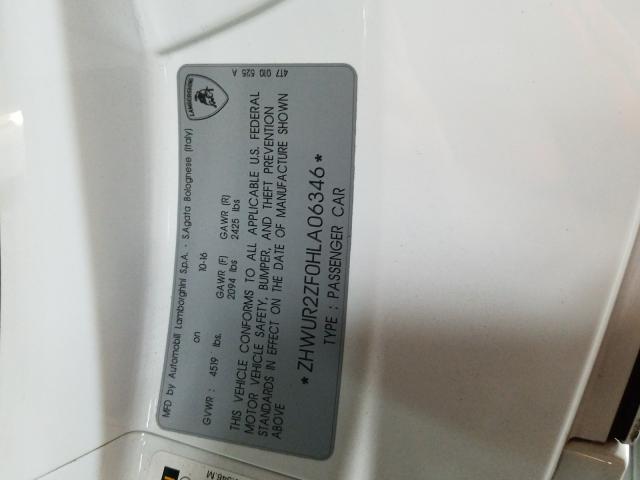 LAMBORGHINI
4T7 010 525 A
MFD by Automobili Lamborghini S.p.A. - S.Agata Bolognese (Italy)
on 10-16
GVWR : 4519 lbs. GAWR (F) GAWR (R)
2094 lbs 2425 lbs
THIS VEHICLE CONFORMS TO ALL APPLICABLE U.S. FEDERAL
MOTOR VEHICLE SAFETY, BUMPER, AND THEFT PREVENTION
STANDARDS IN EFFECT ON THE DATE OF MANUFACTURE SHOWN
ABOVE
* ZHWUR2ZF0HLA06346 *
TYPE : PASSENGER CAR